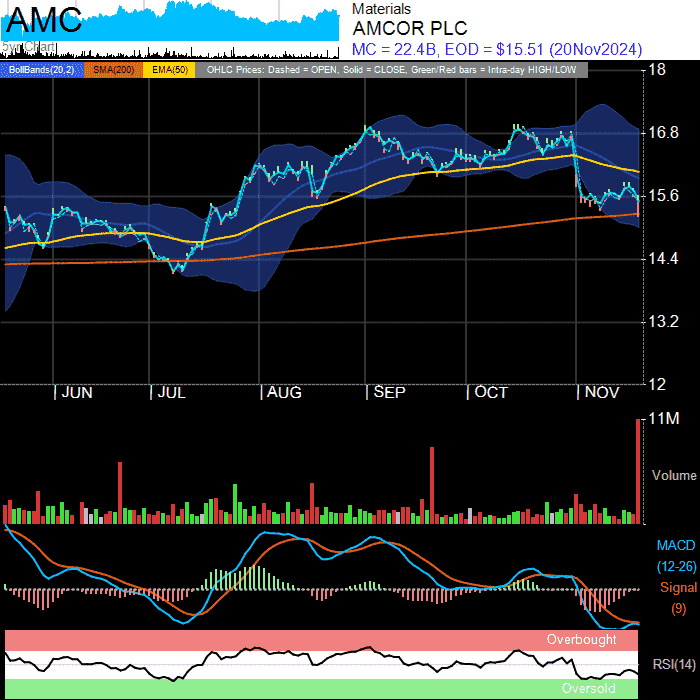 AMC
5yr Chart
Materials
AMCOR PLC
MC = 22.4B, EOD = $15.51 (20Nov2024)
BollBands(20,2) SMA(200) EMA(50) OHLC Prices: Dashed = OPEN, Solid = CLOSE, Green/Red bars = Intra-day HIGH/LOW
18
16.8
15.6
14.4
13.2
12
JUN JUL AUG SEP OCT NOV
11M
Volume
MACD
(12-26)
Signal
(9)
Overbought
RSI(14)
Oversold